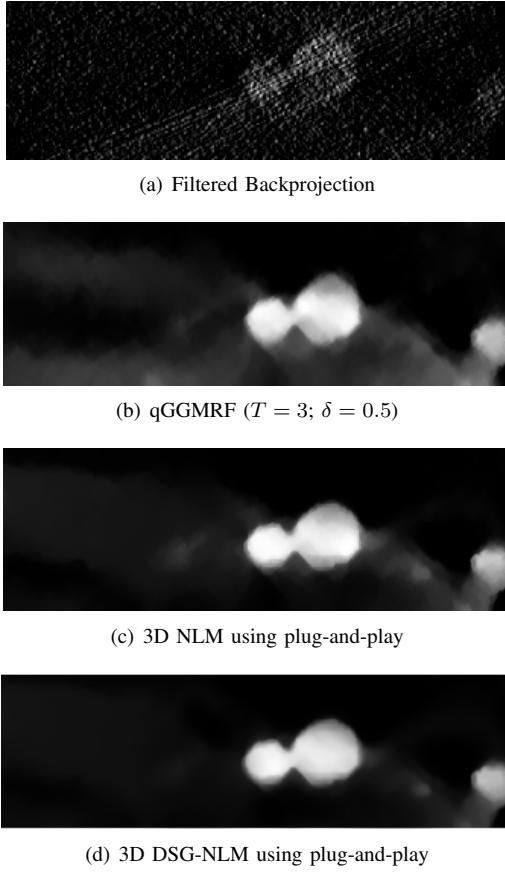 (a) Filtered Backprojection
(b) qGGMRF (T = 3; δ = 0.5)
(c) 3D NLM using plug-and-play
(d) 3D DSG-NLM using plug-and-play